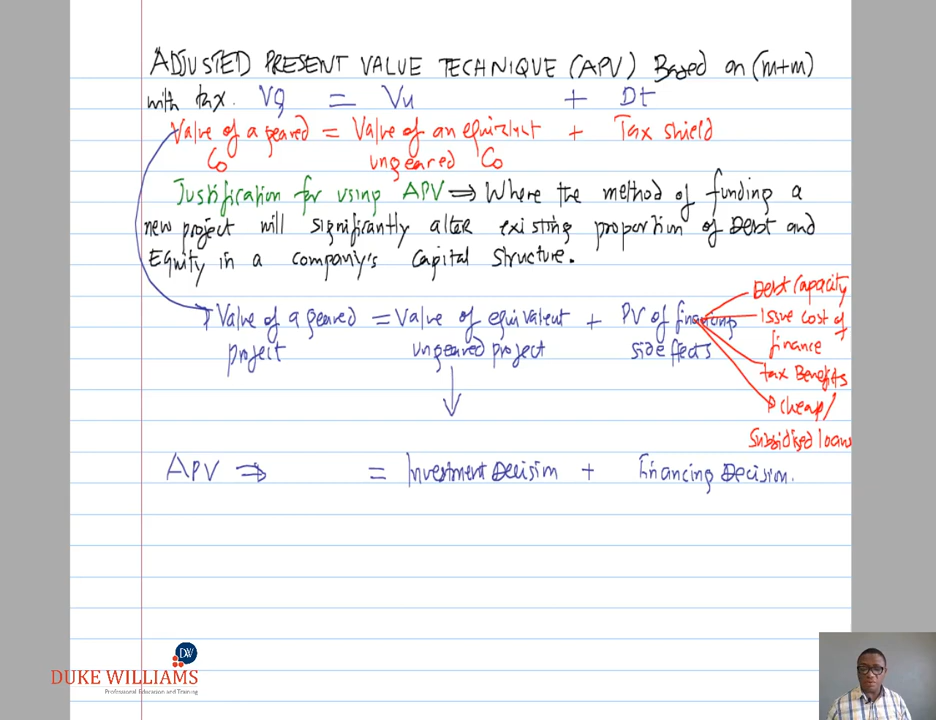 ADJUSTED PRESENT VALUE TECHNIQUE (APV) Based on (m+m)
with tax. Vg = Vu + Dt
Value of a geared = Value of an equivalent + Tax shield
Co ungeared Co
Justification for using APV ⇒ Where the method of funding a
new project will significantly alter existing proportion of Debt and
Equity in a company's Capital structure.
Debt Capacity
Value of a geared = Value of equivalent + PV of financing
project ungeared project side effects
Issue cost of
finance
tax Benefits
Cheap/
Subsidised loans
APV ⇒ = Investment Decision + Financing Decision.
DW
DUKE WILLIAMS
Professional Education and Training